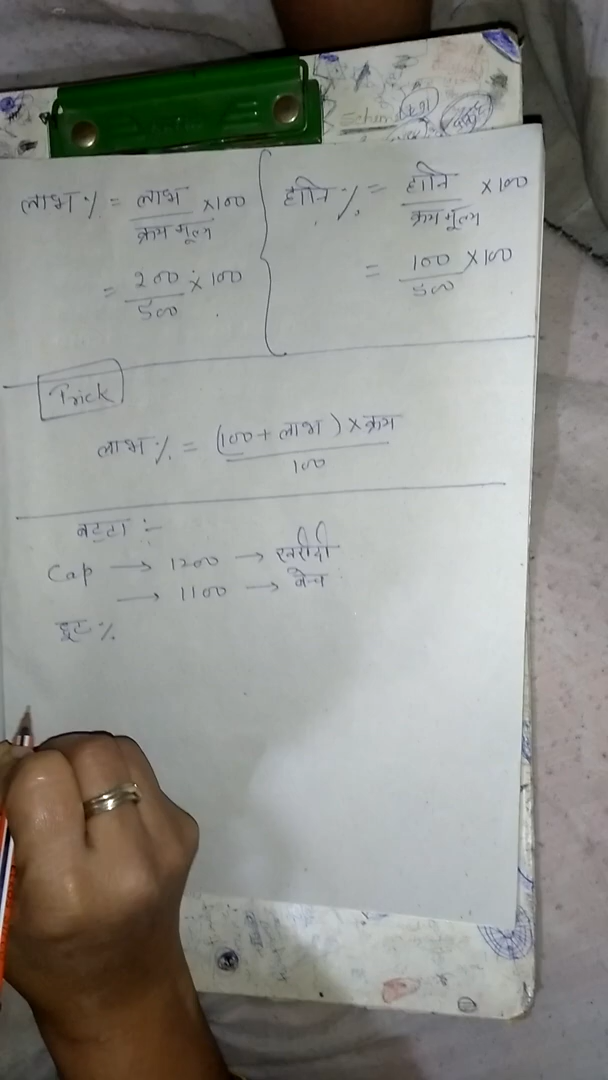 लाभ % = लाभ / क्रय मूल्य × 100
= 200 / 500 × 100
हानि % = हानि / क्रय मूल्य × 100
= 100 / 500 × 100
Trick
लाभ % = (100 + लाभ) × क्रय / 100
बट्टा :-
Cap → 1200 → खरीदी
→ 1100 → बेच
छूट %